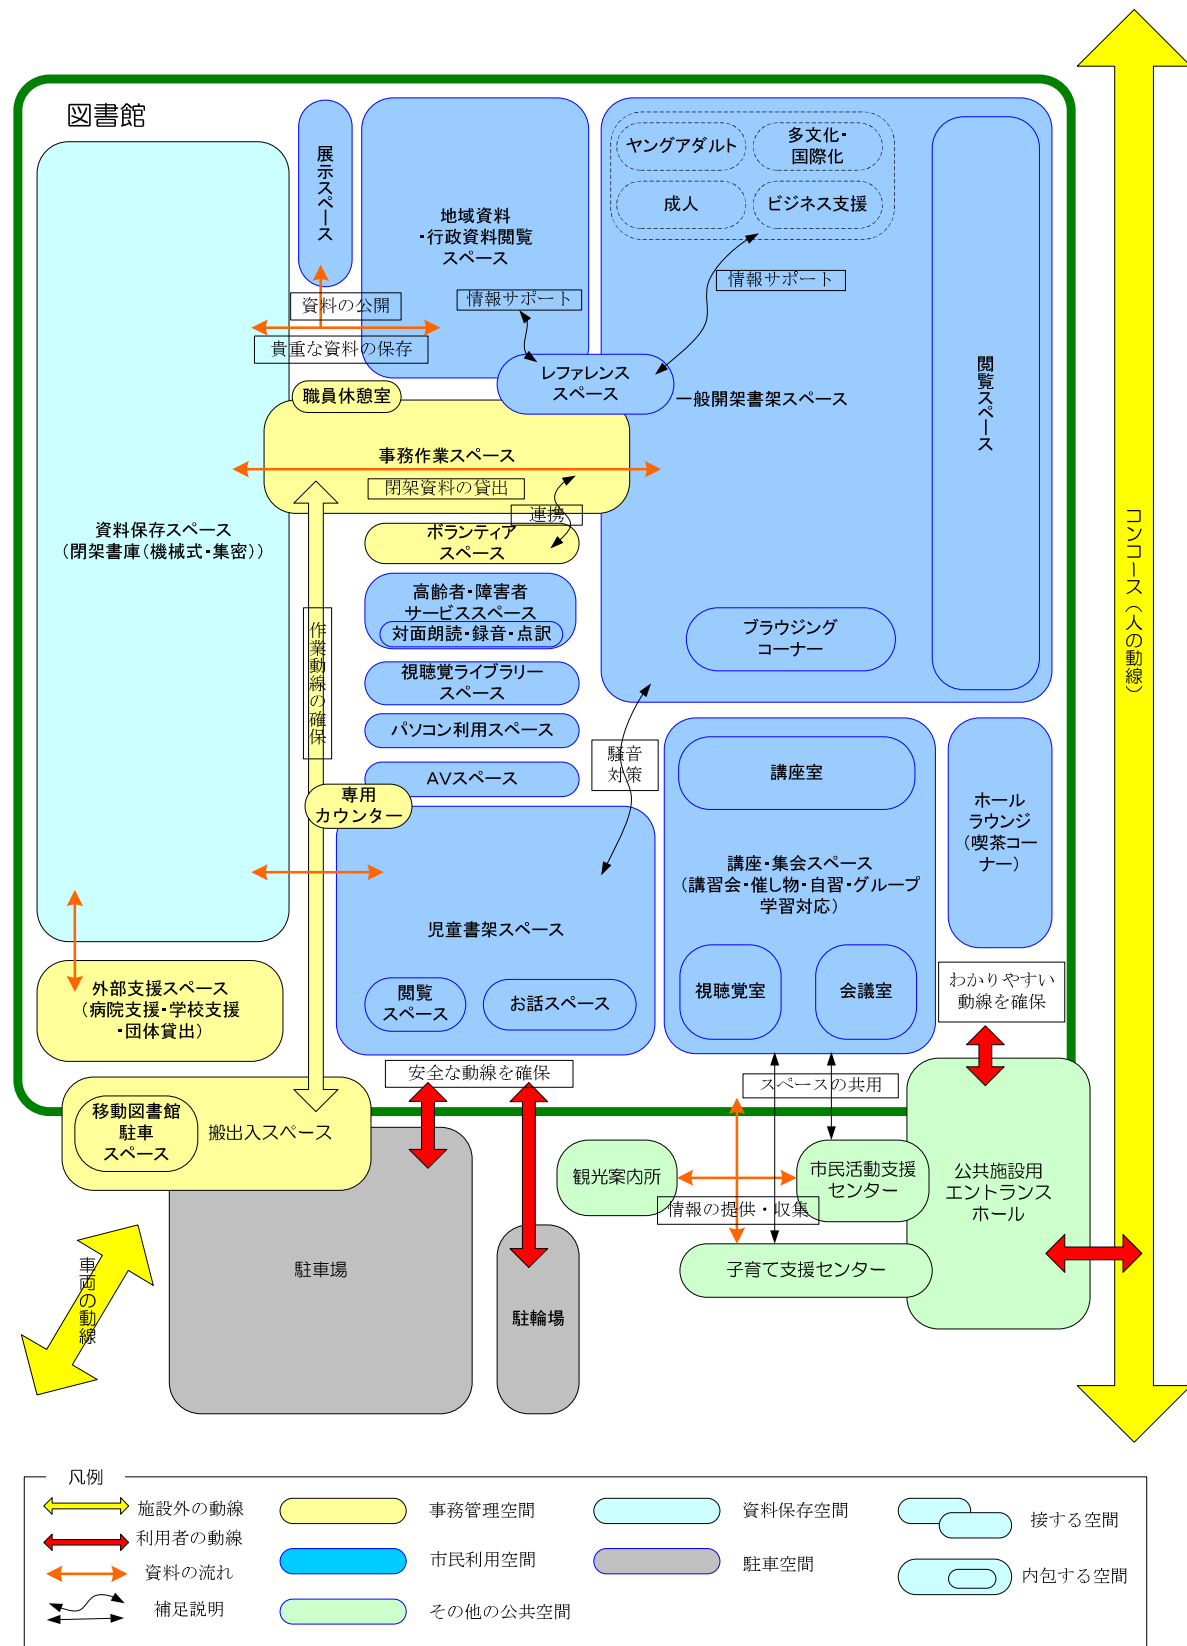 図書館
展示
スペース
ヤングアダルト
多文化・
国際化
成人
ビジネス支援
地域資料
・行政資料閲覧
スペース
情報サポート
情報サポート
資料の公開
貴重な資料の保存
レファレンス
スペース
一般開架書架スペース
閲覧スペース
職員休憩室
事務作業スペース
閉架資料の貸出
連携
資料保存スペース
（閉架書庫（機械式・集密））
ボランティア
スペース
高齢者・障害者
サービススペース
対面朗読・録音・点訳
作業動線の確保
視聴覚ライブラリー
スペース
パソコン利用スペース
AVスペース
専用
カウンター
ブラウジング
コーナー
騒音
対策
講座室
講座・集会スペース
（講習会・催し物・自習・グループ
学習対応）
視聴覚室
会議室
ホール
ラウンジ
（喫茶コー
ナー）
コンコース（人の動線）
児童書架スペース
閲覧
スペース
お話スペース
外部支援スペース
（病院支援・学校支援
・団体貸出）
わかりやすい
動線を確保
安全な動線を確保
スペースの共用
移動図書館
駐車
スペース
搬出入スペース
観光案内所
市民活動支援
センター
公共施設用
エントランス
ホール
情報の提供・収集
子育て支援センター
車両の動線
駐車場
駐輪場
凡例
施設外の動線
利用者の動線
資料の流れ
補足説明
事務管理空間
市民利用空間
その他の公共空間
資料保存空間
駐車空間
接する空間
内包する空間